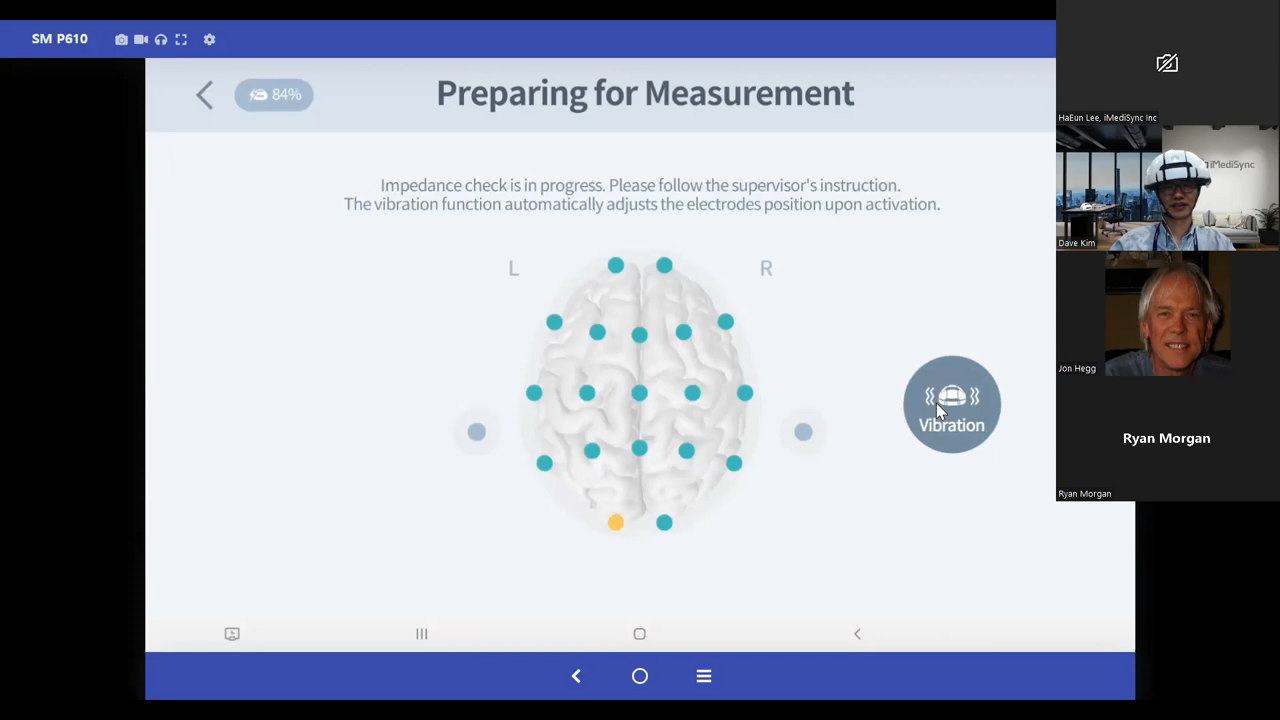 SM P610
84%
Preparing for Measurement
Impedance check is in progress. Please follow the supervisor's instruction.
The vibration function automatically adjusts the electrodes position upon activation.
L
R
Vibration
HaEun Lee, iMediSync Inc
iMediSync
Dave Kim
Jon Hegg
Ryan Morgan
Ryan Morgan